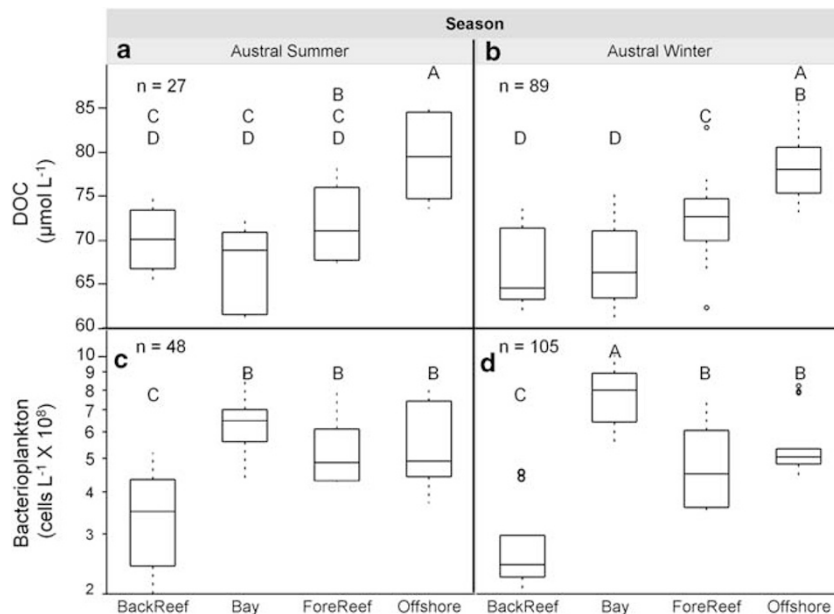 Season
a Austral Summer b Austral Winter
n = 27 n = 89
DOC
(µmol L-1)
85
80
75
70
65
60
C C B A
D D C
D
D D C A
B
c n = 48 d n = 105
Bacterioplankton
(cells L-1 X 10⁸)
10
9
8
7
6
5
4
3
2
C B B B
C A B B
BackReef Bay ForeReef Offshore BackReef Bay ForeReef Offshore